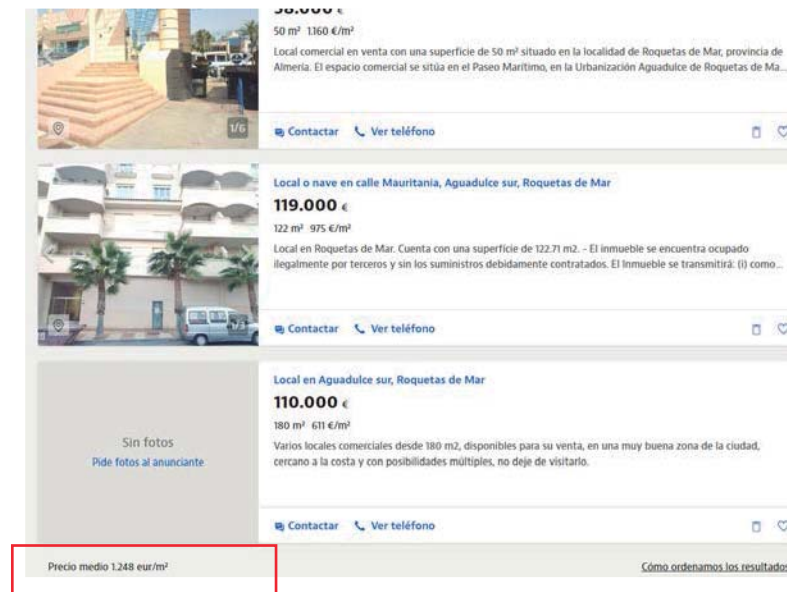 58.000 €
50 m² 1160 €/m²
Local comercial en venta con una superficie de 50 m² situado en la localidad de Roquetas de Mar, provincia de
Almería. El espacio comercial se sitúa en el Paseo Marítimo, en la Urbanización Aguadulce de Roquetas de Ma...
1/6
Contactar Ver teléfono
Local o nave en calle Mauritania, Aguadulce sur, Roquetas de Mar
119.000 €
122 m² 975 €/m²
Local en Roquetas de Mar. Cuenta con una superficie de 122.71 m2. - El inmueble se encuentra ocupado
ilegalmente por terceros y sin los suministros debidamente contratados. El Inmueble se transmitirá: (i) como...
Contactar Ver teléfono
Local en Aguadulce sur, Roquetas de Mar
110.000 €
180 m² 611 €/m²
Varios locales comerciales desde 180 m2, disponibles para su venta, en una muy buena zona de la ciudad,
cercano a la costa y con posibilidades múltiples, no deje de visitarlo.
Sin fotos
Pide fotos al anunciante
Contactar Ver teléfono
Precio medio 1.248 eur/m²
Cómo ordenamos los resultados